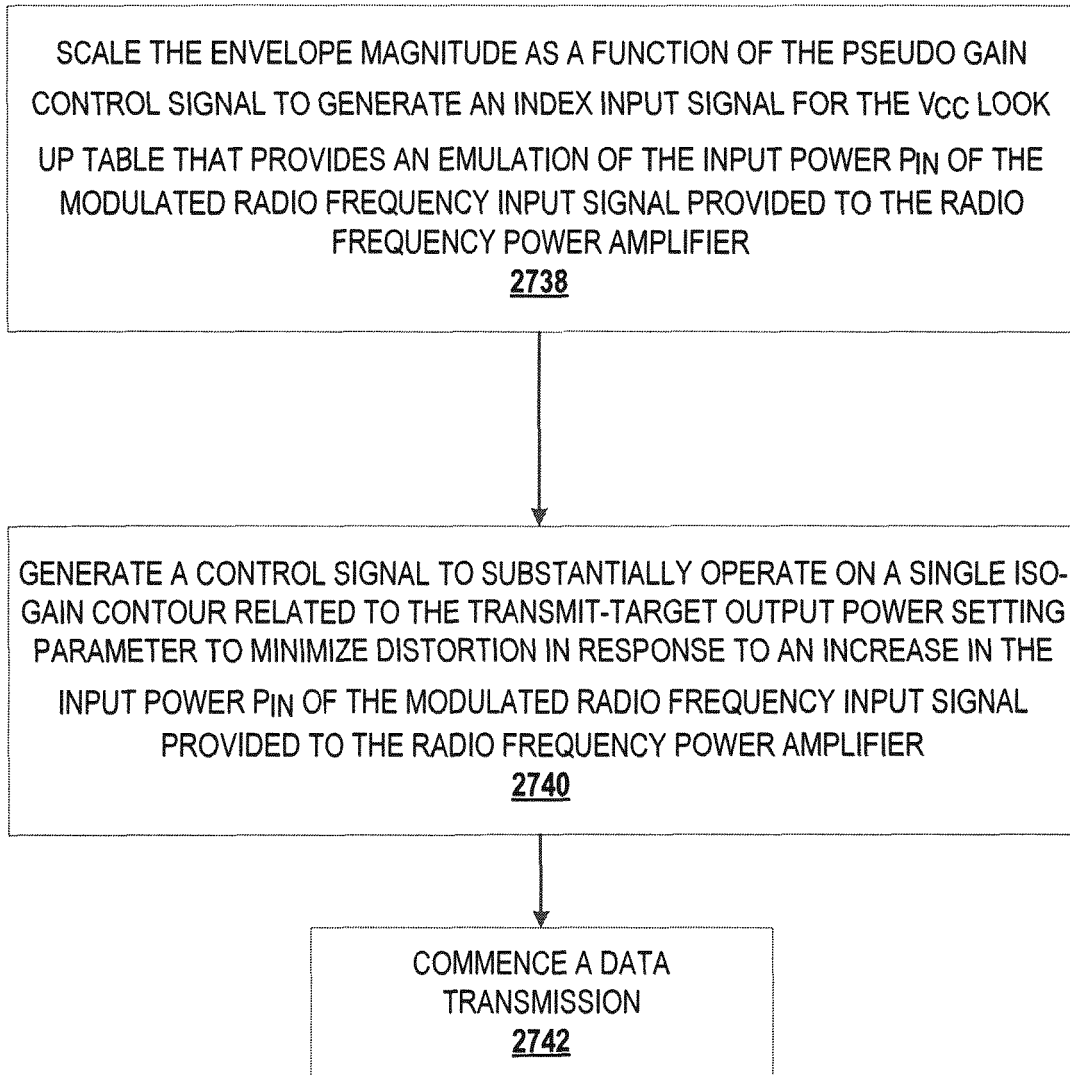 SCALE THE ENVELOPE MAGNITUDE AS A FUNCTION OF THE PSEUDO GAIN
CONTROL SIGNAL TO GENERATE AN INDEX INPUT SIGNAL FOR THE VCC LOOK
UP TABLE THAT PROVIDES AN EMULATION OF THE INPUT POWER PIN OF THE
MODULATED RADIO FREQUENCY INPUT SIGNAL PROVIDED TO THE RADIO
FREQUENCY POWER AMPLIFIER
2738
GENERATE A CONTROL SIGNAL TO SUBSTANTIALLY OPERATE ON A SINGLE ISO-
GAIN CONTOUR RELATED TO THE TRANSMIT-TARGET OUTPUT POWER SETTING
PARAMETER TO MINIMIZE DISTORTION IN RESPONSE TO AN INCREASE IN THE
INPUT POWER PIN OF THE MODULATED RADIO FREQUENCY INPUT SIGNAL
PROVIDED TO THE RADIO FREQUENCY POWER AMPLIFIER
2740
COMMENCE A DATA
TRANSMISSION
2742